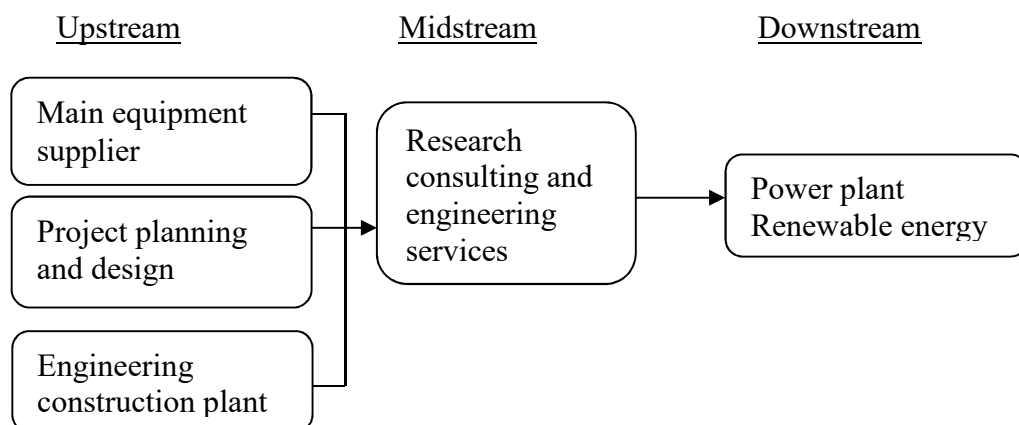 Upstream
Midstream
Downstream
Main equipment
supplier
Project planning
and design
Engineering
construction plant
Research
consulting and
engineering
services
Power plant
Renewable energy